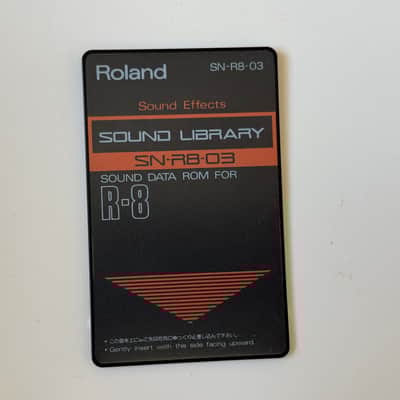 Roland SN-R8-03
Sound Effects
SOUND LIBRARY
SN-R8-03
SOUND DATA ROM FOR
R-8
• Gently insert with this side facing upward.